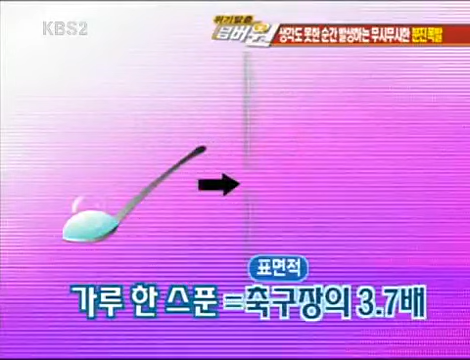 KBS2
위기탈출
넘버원
생각도 못한 순간 발생하는 무시무시한 분진폭발
표면적
가루 한 스푼 = 축구장의 3.7배